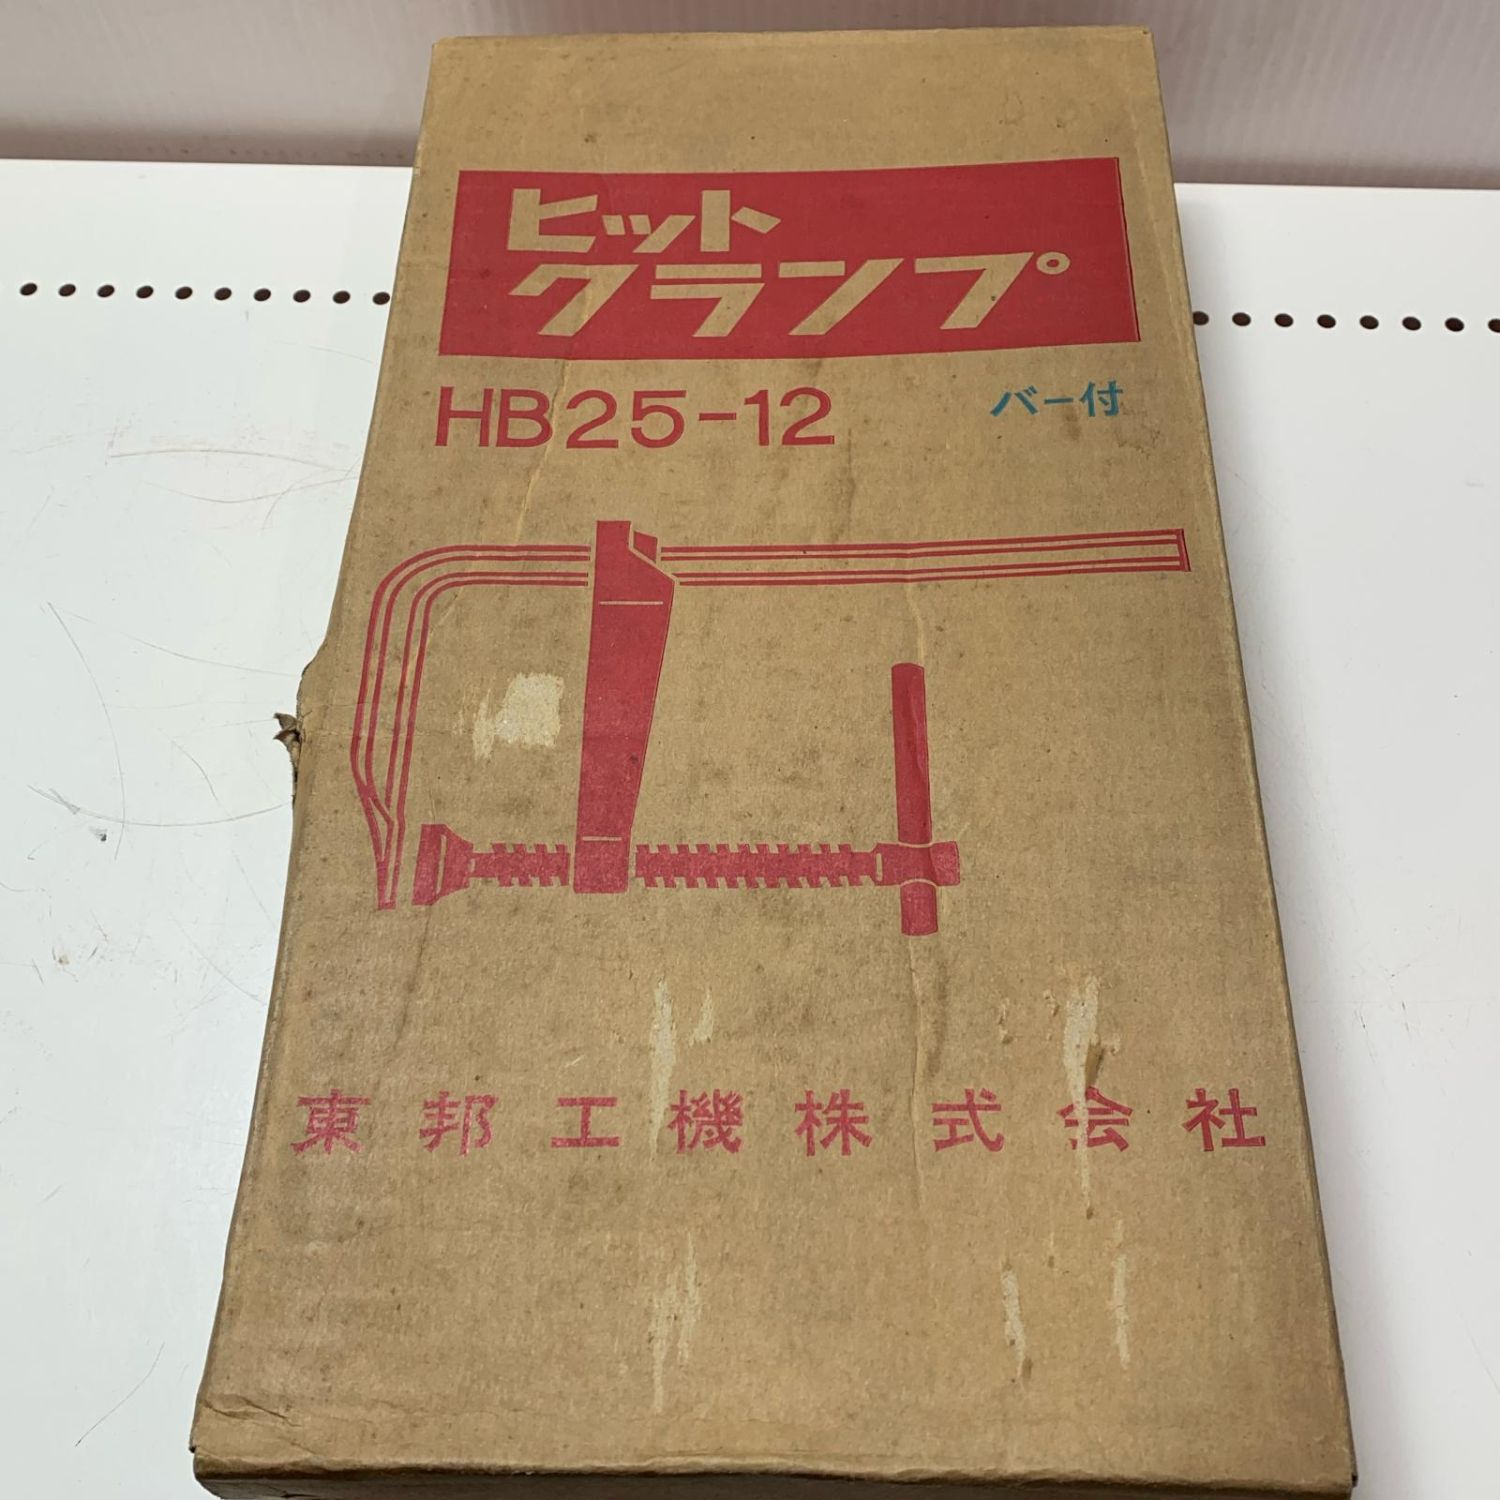 ヒット
クランプ
HB25-12 バー付
東邦工機株式会社